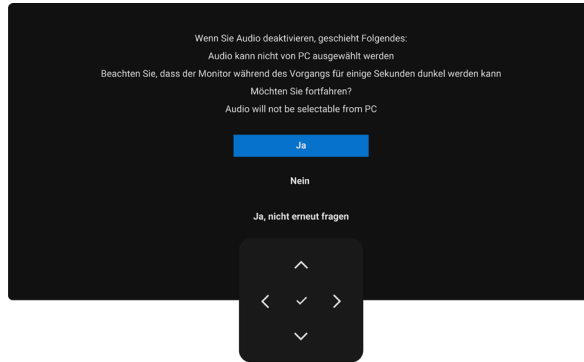 Wenn Sie Audio deaktivieren, geschieht Folgendes:
Audio kann nicht von PC ausgewählt werden
Beachten Sie, dass der Monitor während des Vorgangs für einige Sekunden dunkel werden kann
Möchten Sie fortfahren?
Audio will not be selectable from PC
Ja
Nein
Ja, nicht erneut fragen